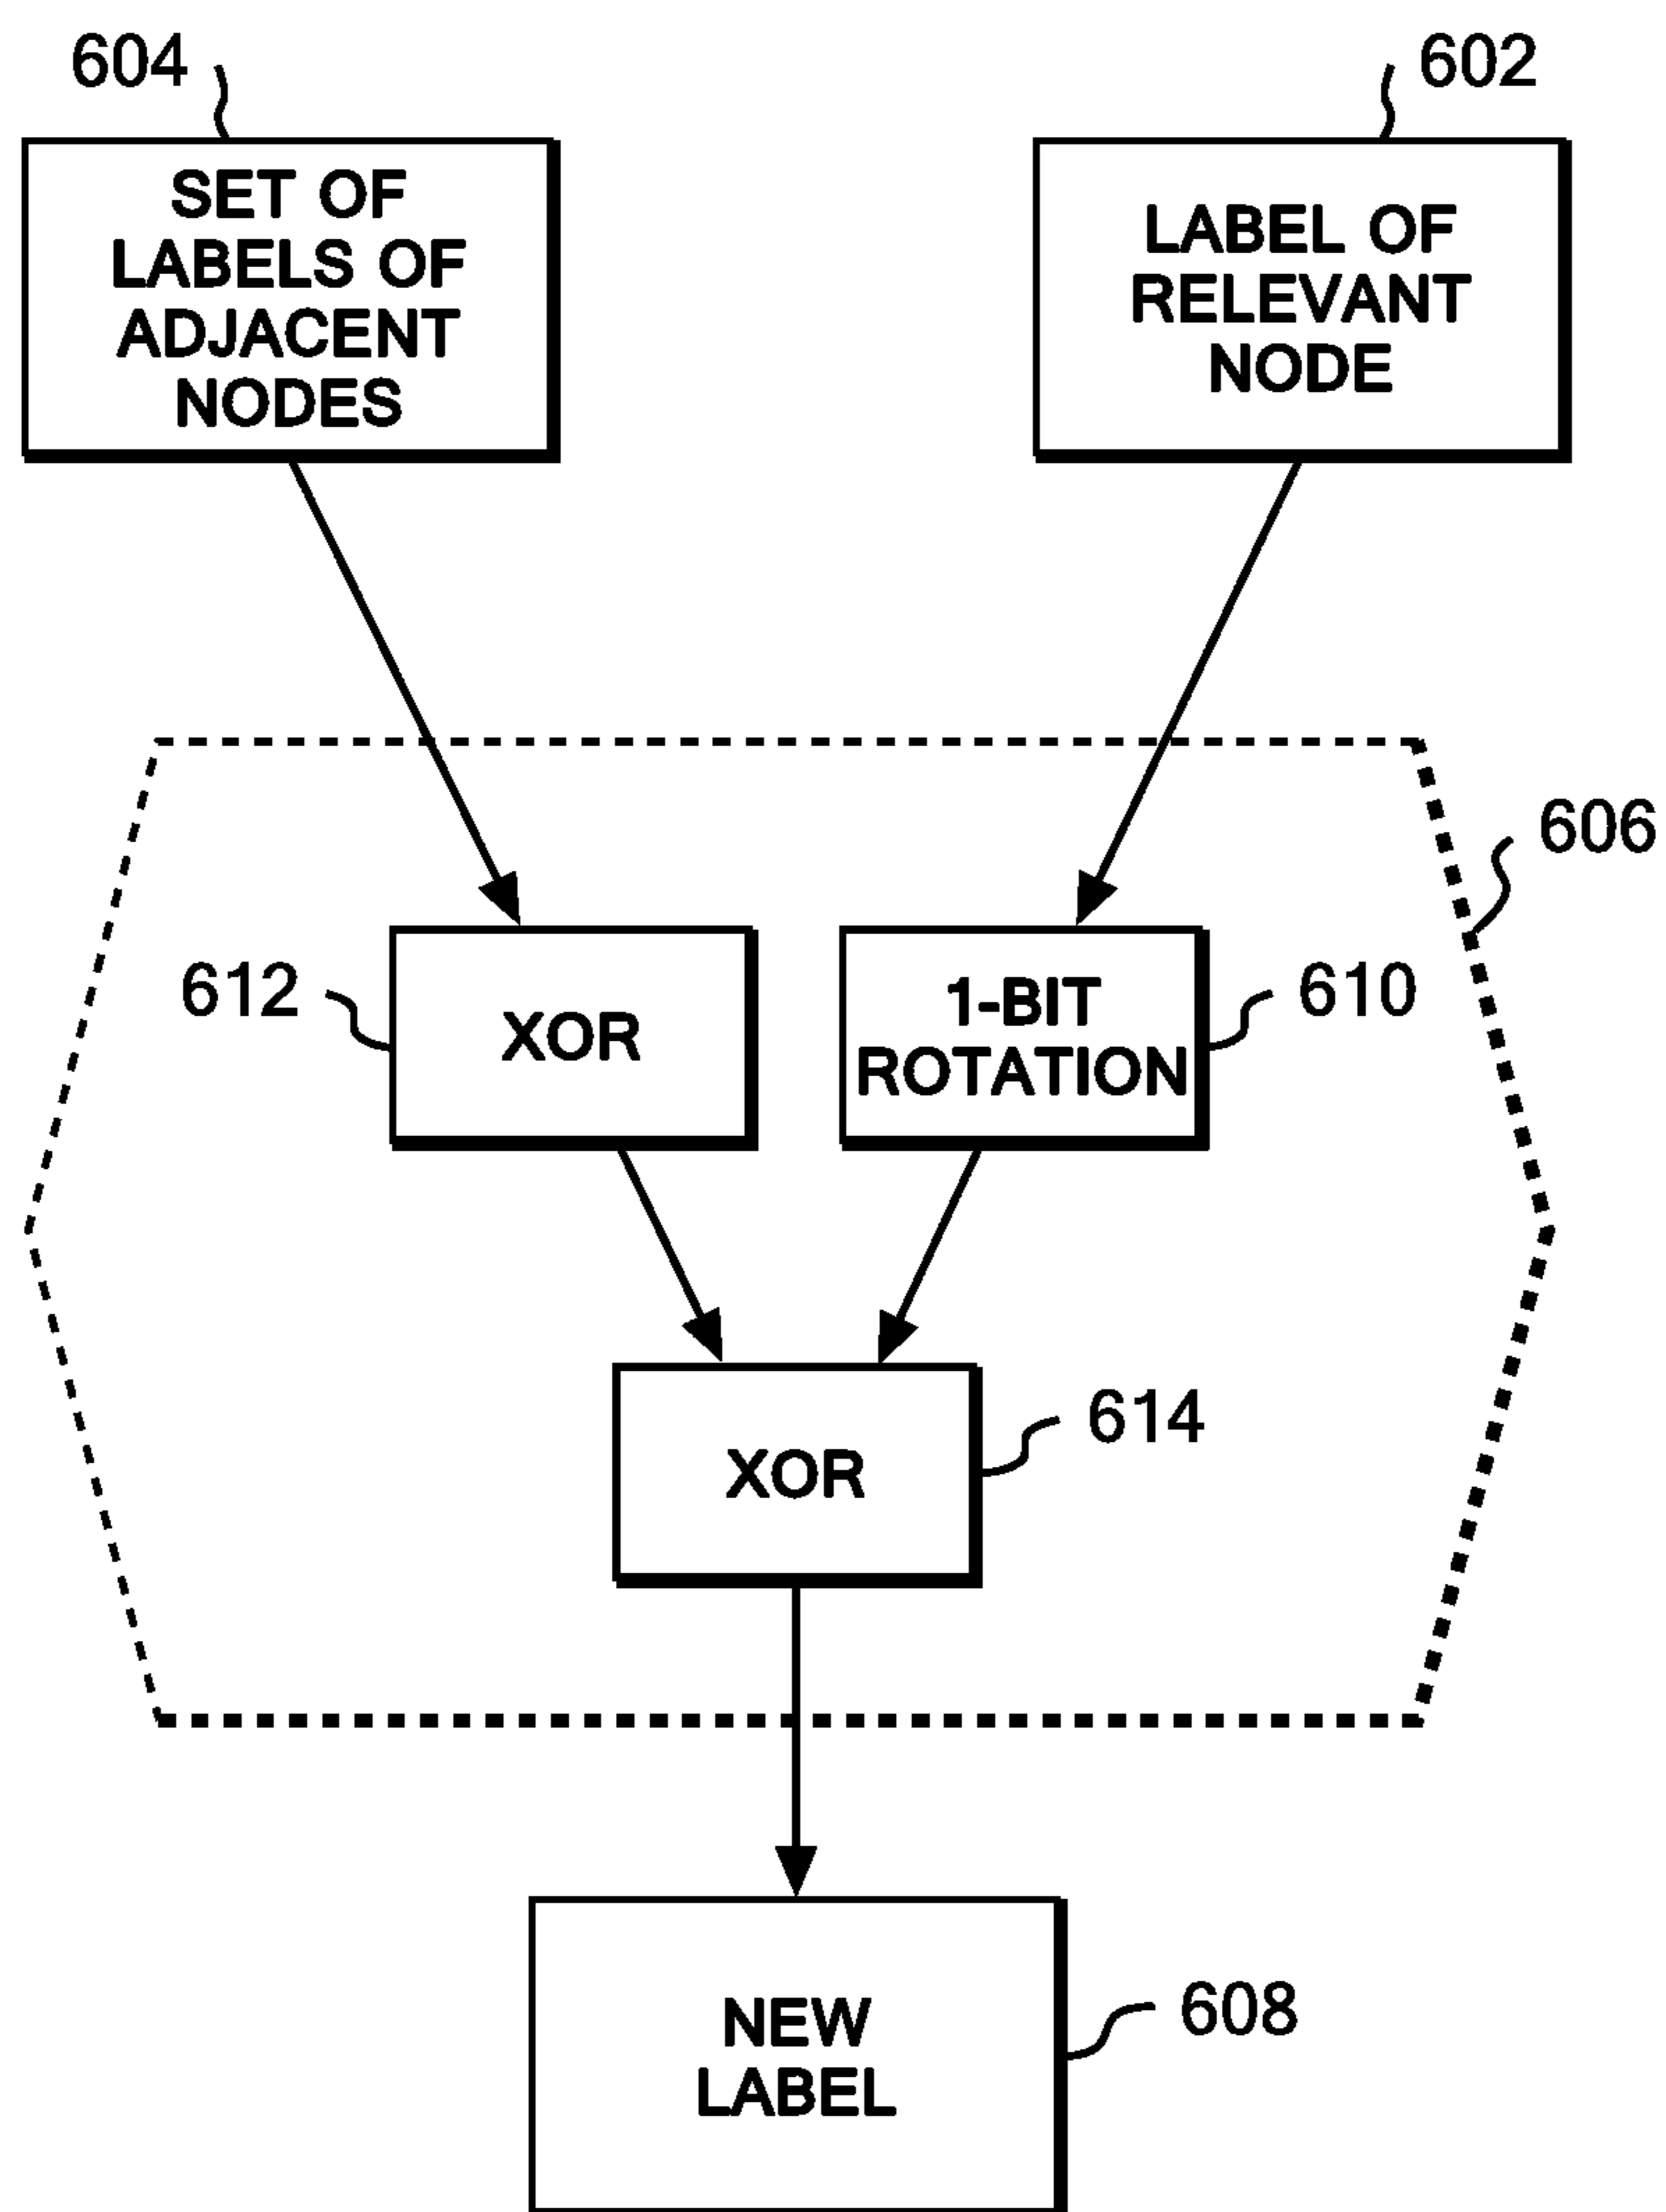 604
602
SET OF
LABELS OF
ADJACENT
NODES
LABEL OF
RELEVANT
NODE
606
612
XOR
1-BIT
ROTATION
610
XOR
614
NEW
LABEL
608